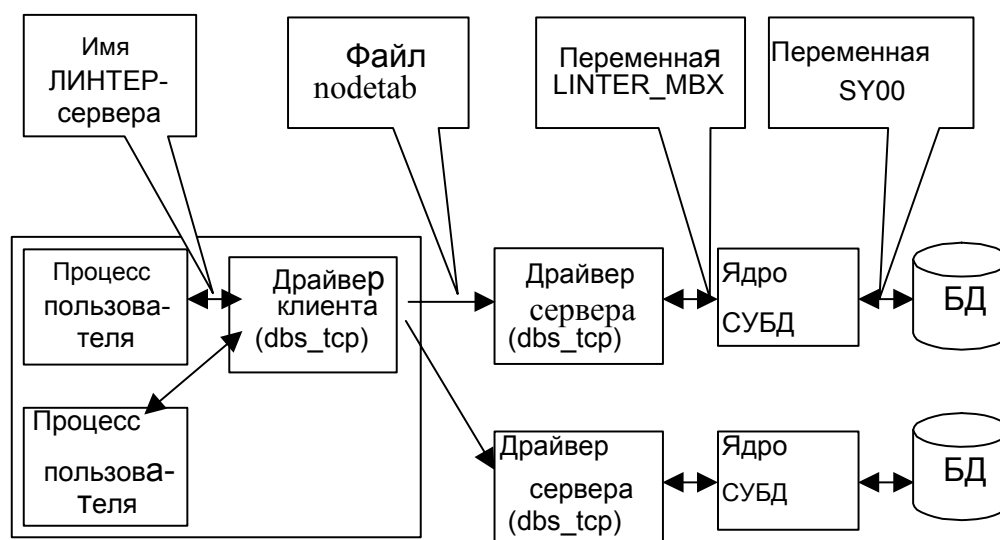 Имя
ЛИНТЕР-
сервера
Файл
nodetab
Переменная
LINTER_MBX
Переменная
SY00
Процесс
пользова-
теля
Драйвер
клиента
(dbs_tcp)
Драйвер
сервера
(dbs_tcp)
Ядро
СУБД
БД
Процесс
пользова-
теля
Драйвер
сервера
(dbs_tcp)
Ядро
СУБД
БД